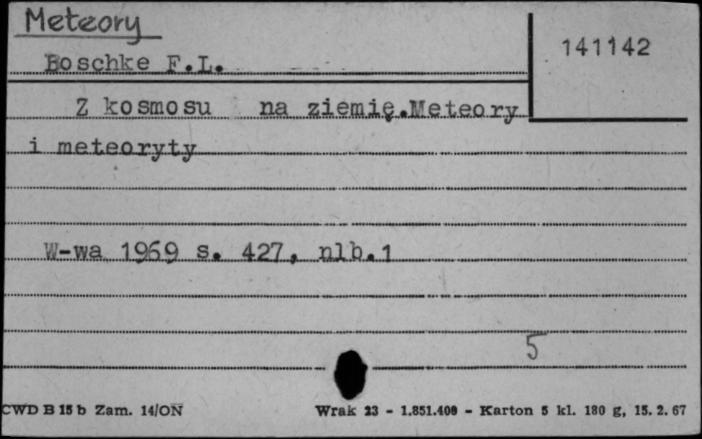 Meteory
141142
Boschke F.L.
Z kosmosu na ziemię.Meteory
i meteoryty
W-wa 1969 s. 427, nlb.1
5
CWD B 15 b Zam. 14/ON Wrak 23 - 1.851.400 - Karton 5 kl. 180 g, 15. 2. 67